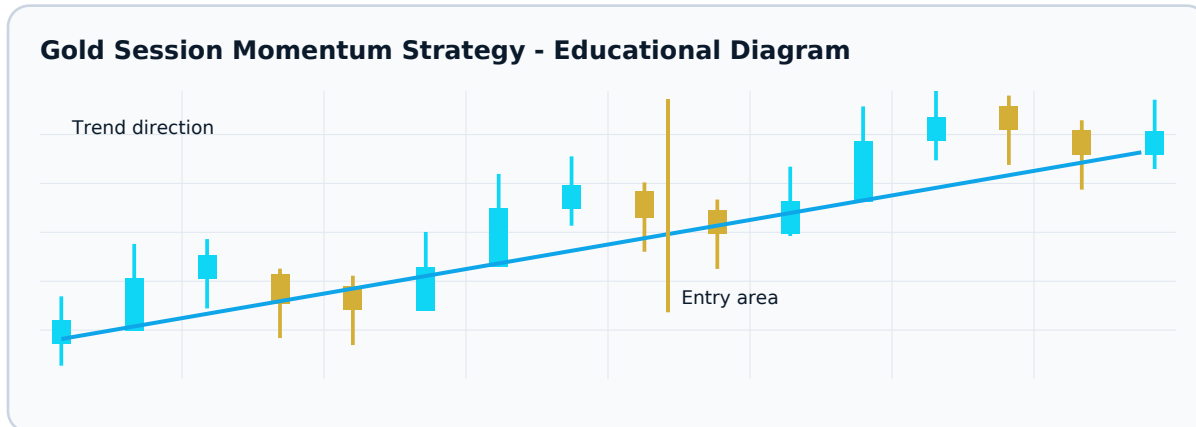 Gold Session Momentum Strategy - Educational Diagram
Trend direction
Entry area